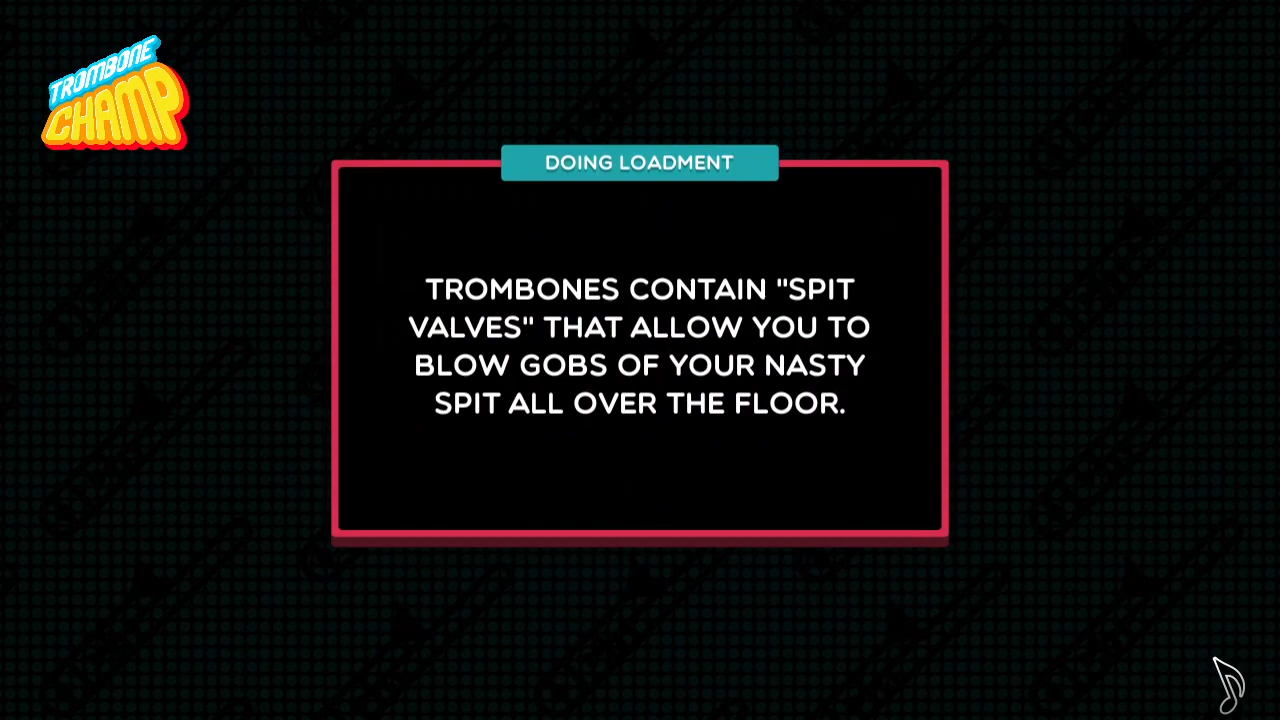 TROMBONE
CHAMP
DOING LOADMENT
TROMBONES CONTAIN "SPIT
VALVES" THAT ALLOW YOU TO
BLOW GOBS OF YOUR NASTY
SPIT ALL OVER THE FLOOR.